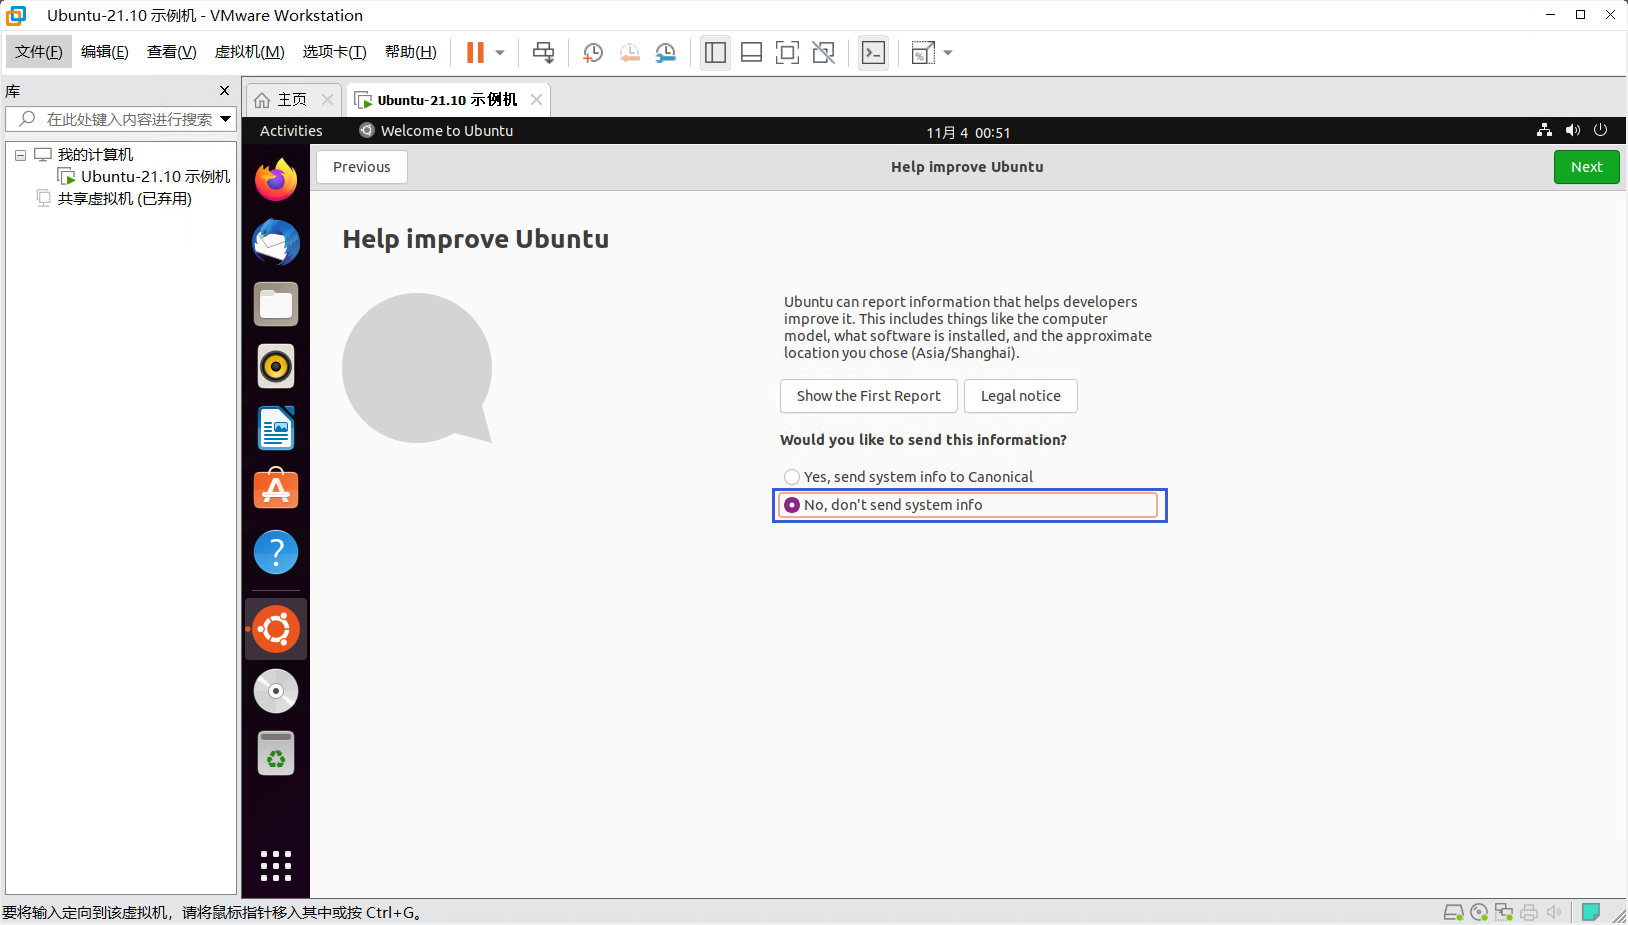 Ubuntu-21.10 示例机 - VMware Workstation
文件(F) 编辑(E) 查看(V) 虚拟机(M) 选项卡(T) 帮助(H)
库
在此处键入内容进行搜索
我的计算机
Ubuntu-21.10 示例机
共享虚拟机 (已弃用)
主页
Ubuntu-21.10 示例机
Activities
Welcome to Ubuntu
11月 4 00:51
Previous
Help improve Ubuntu
Next
Help improve Ubuntu
Ubuntu can report information that helps developers
improve it. This includes things like the computer
model, what software is installed, and the approximate
location you chose (Asia/Shanghai).
Show the First Report
Legal notice
Would you like to send this information?
Yes, send system info to Canonical
No, don't send system info
要将输入定向到该虚拟机，请将鼠标指针移入其中或按 Ctrl+G。